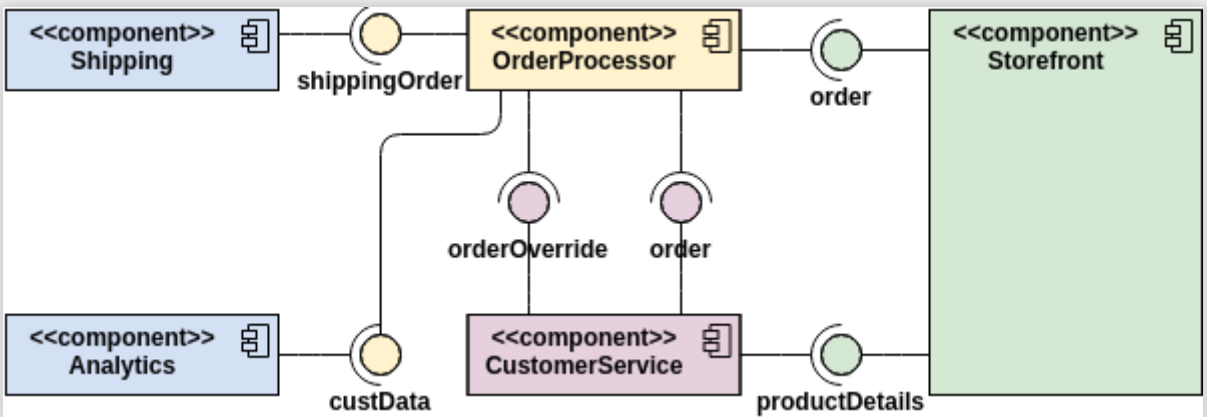 <<component>>
Shipping
shippingOrder
<<component>>
OrderProcessor
order
<<component>>
Storefront
orderOverride
order
<<component>>
Analytics
custData
<<component>>
CustomerService
productDetails